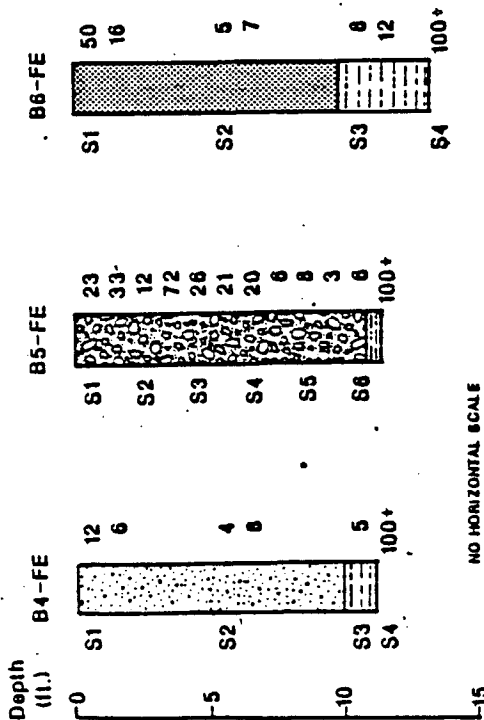 Depth
(ft.)
0
5
10
15
B4-FE
S1 12
6
S2 4
8
S3 5
S4 100+
B5-FE
S1 23
33
S2 12
72
S3 26
21
S4 20
6
S5 8
3
S6 6
100+
B6-FE
S1 50
16
S2 5
7
S3 8
12
S4 100+
NO HORIZONTAL SCALE